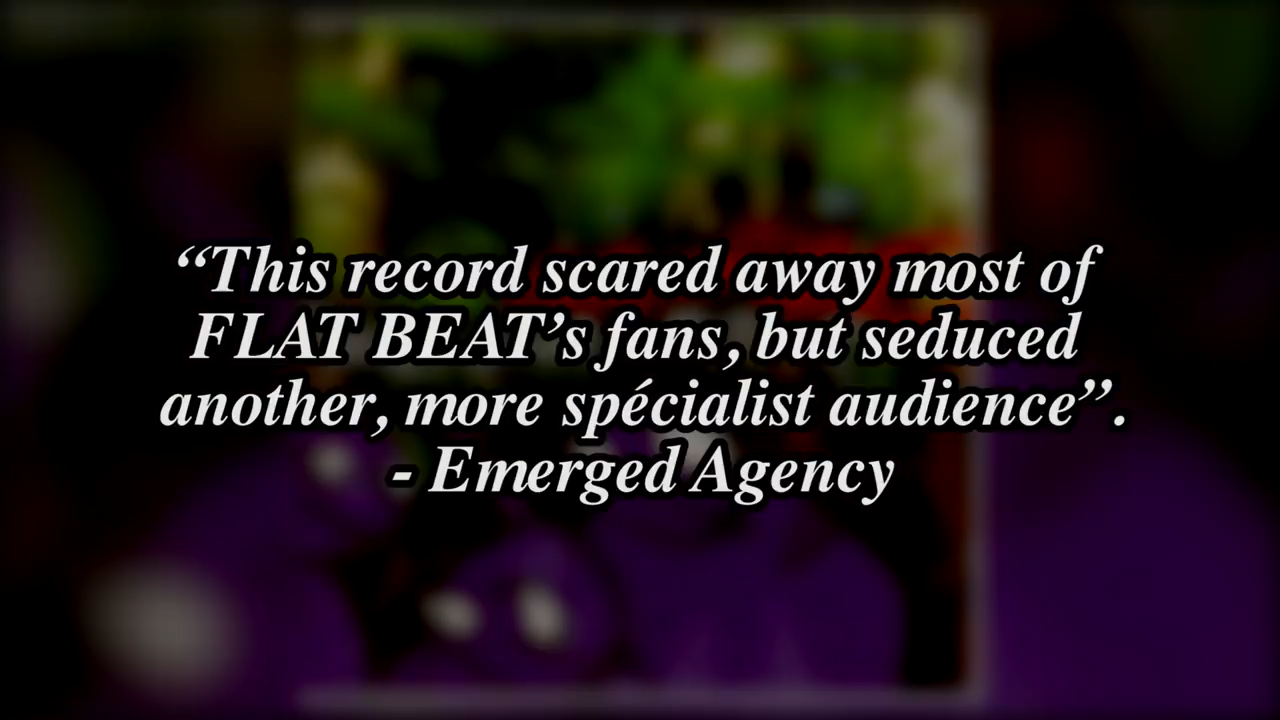 “This record scared away most of
FLAT BEAT’s fans, but seduced
another, more spécialist audience”.
- Emerged Agency